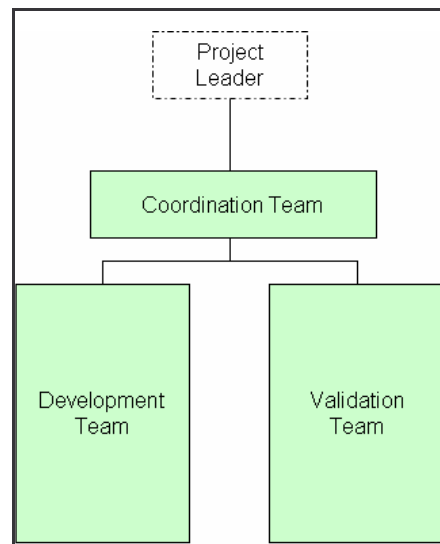 Project
Leader
Coordination Team
Development
Team
Validation
Team